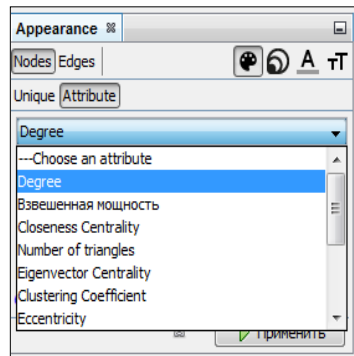 Appearance
Nodes Edges A тT
Unique Attribute
Degree
---Choose an attribute
Degree
Взвешенная мощность
Closeness Centrality
Number of triangles
Eigenvector Centrality
Clustering Coefficient
Eccentricity
Применить